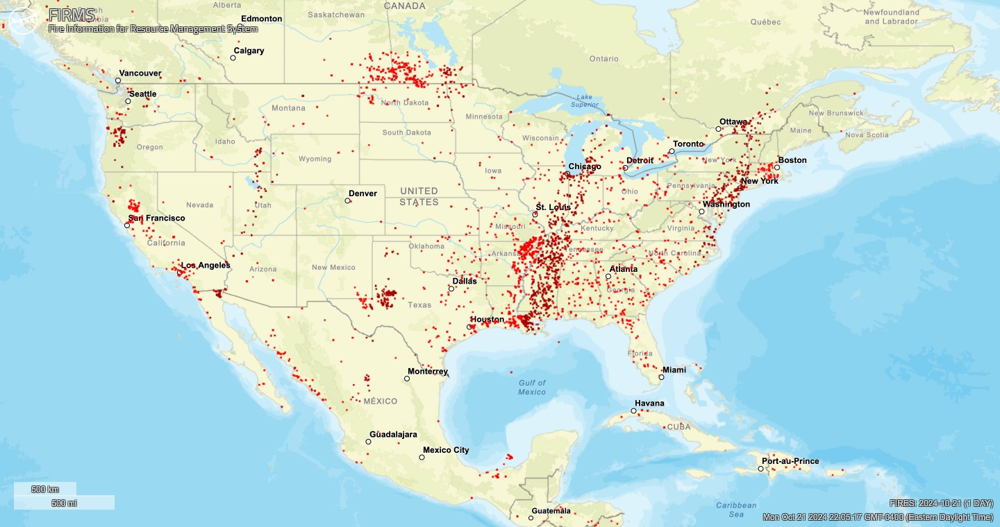 Alberta
CANADA
Saskatchewan
Newfoundland
and Labrador
FIRMS
Fire Information for Resource Management System
Edmonton
Québec
Calgary
Ontario
Vancouver
Seattle
Lake
Superior
Montana
North Dakota
Minnesota
New Brunswick
Ottawa
Maine
Nova Scotia
South Dakota
Wisconsin
Idaho
Oregon
Toronto
Wyoming
Iowa
Chicago
Detroit
New York
Boston
New York
UNITED
STATES
Denver
Nevada
Utah
Ohio
Pennsylvania
Washington
St. Louis
San Francisco
Missouri
Kentucky
Virginia
California
Oklahoma
Arkansas
Tennessee
North Carolina
Los Angeles
Arizona
New Mexico
Atlanta
Dallas
Georgia
Texas
Houston
Florida
Miami
Monterrey
Gulf of
Mexico
MÉXICO
Havana
CUBA
Guadalajara
Mexico City
Port-au-Prince
500 km
500 mi
Guatemala
Caribbean
Sea
FIRES: 2024-10-21 (1 DAY)
Mon Oct 21 2024 22:05:17 GMT-0400 (Eastern Daylight Time)